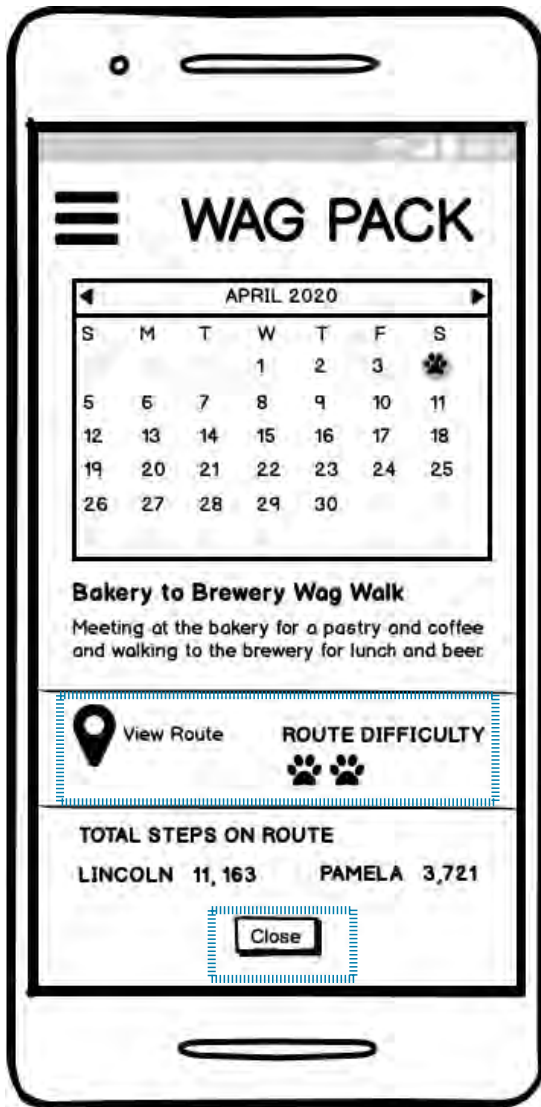 WAG PACK
APRIL 2020
S M T W T F S
1 2 3
5 6 7 8 9 10 11
12 13 14 15 16 17 18
19 20 21 22 23 24 25
26 27 28 29 30
Bakery to Brewery Wag Walk
Meeting at the bakery for a pastry and coffee
and walking to the brewery for lunch and beer.
View Route ROUTE DIFFICULTY
TOTAL STEPS ON ROUTE
LINCOLN 11, 163 PAMELA 3,721
Close